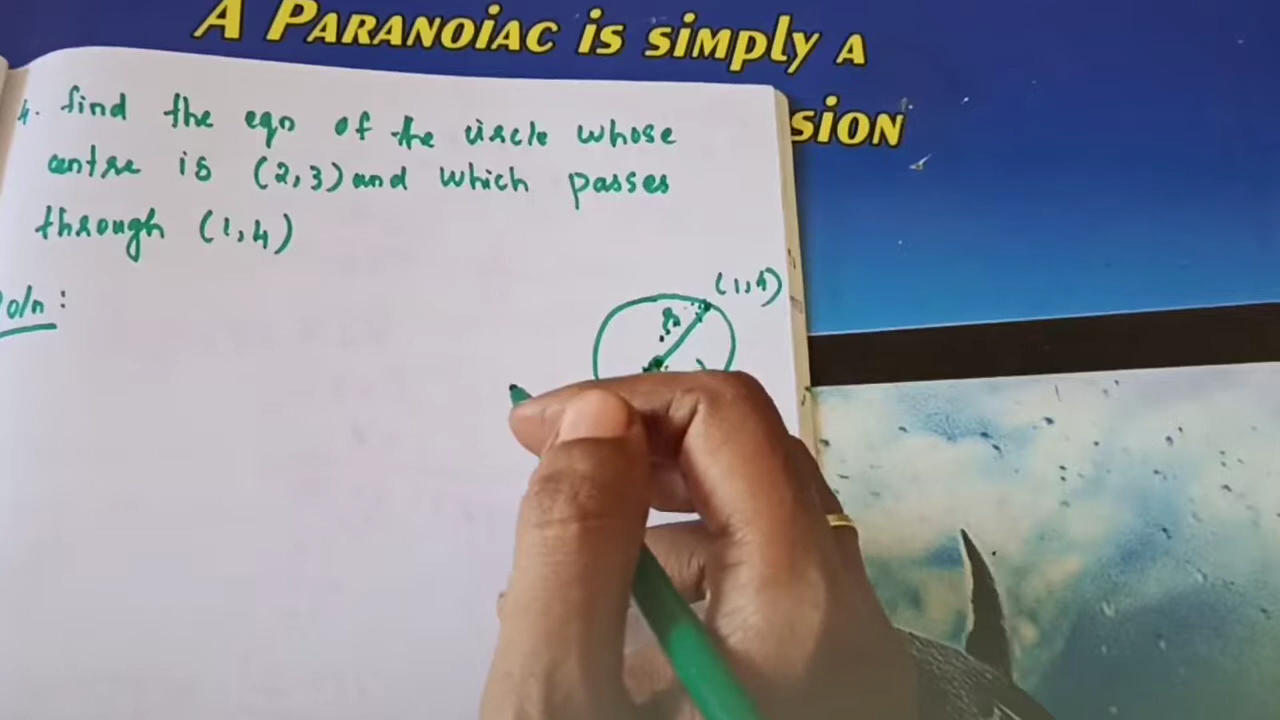 A PARANOiAC is simply A
SION
4. find the eqn of the circle whose
centre is (2,3) and which passes
through (1,4)
oln :
(1,4)
r